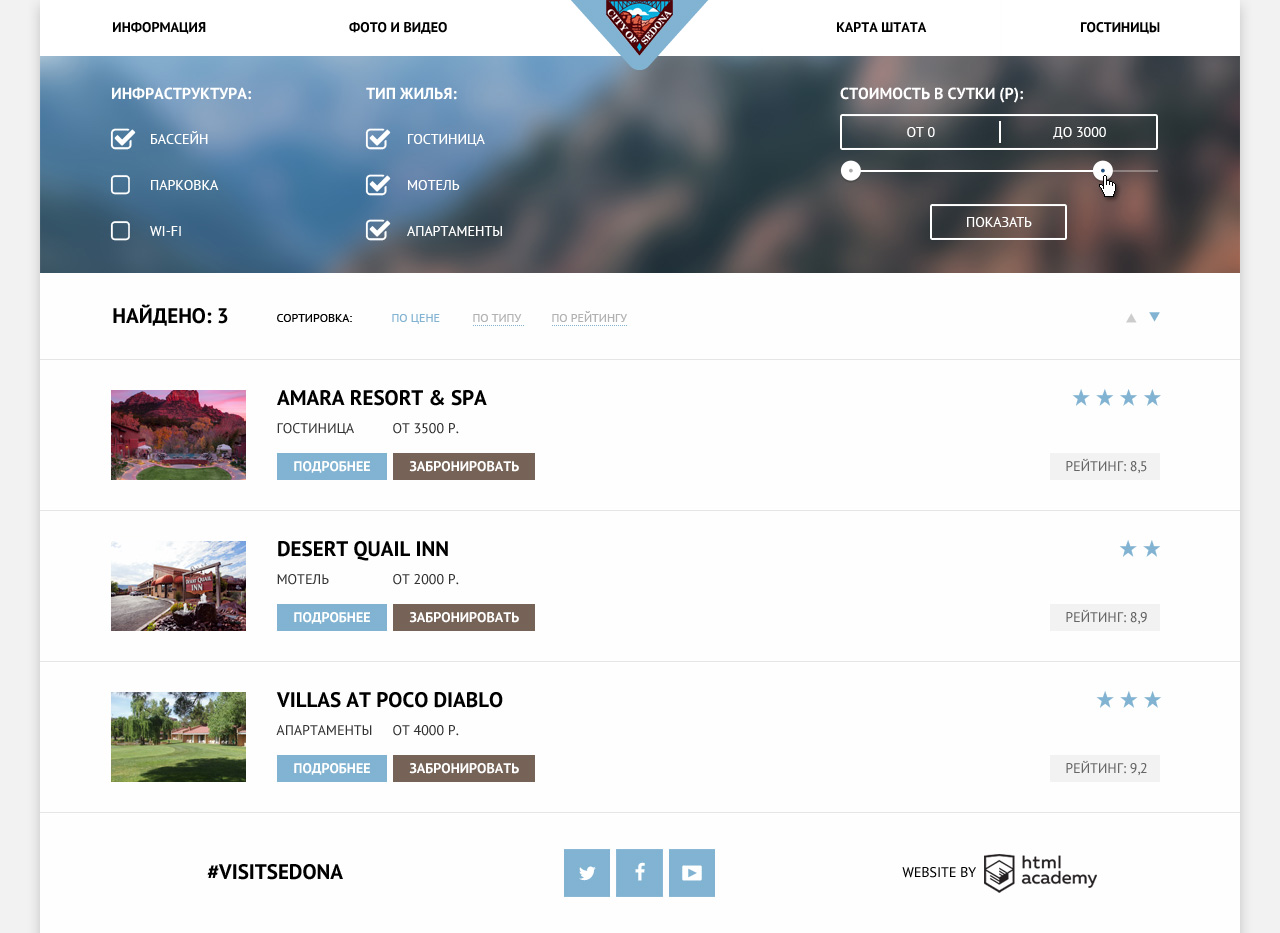 ИНФОРМАЦИЯ ФОТО И ВИДЕО КАРТА ШТАТА ГОСТИНИЦЫ
CITY OF SEDONA
ИНФРАСТРУКТУРА: ТИП ЖИЛЬЯ: СТОИМОСТЬ В СУТКИ (Р):
БАССЕЙН ГОСТИНИЦА ОТ 0 ДО 3000
ПАРКОВКА МОТЕЛЬ
WI-FI АПАРТАМЕНТЫ ПОКАЗАТЬ
НАЙДЕНО: 3 СОРТИРОВКА: ПО ЦЕНЕ ПО ТИПУ ПО РЕЙТИНГУ
AMARA RESORT & SPA
ГОСТИНИЦА ОТ 3500 Р.
ПОДРОБНЕЕ ЗАБРОНИРОВАТЬ РЕЙТИНГ: 8,5
DESERT QUAIL INN
МОТЕЛЬ ОТ 2000 Р.
DESERT QUAIL
INN
ПОДРОБНЕЕ ЗАБРОНИРОВАТЬ РЕЙТИНГ: 8,9
VILLAS AT POCO DIABLO
АПАРТАМЕНТЫ ОТ 4000 Р.
ПОДРОБНЕЕ ЗАБРОНИРОВАТЬ РЕЙТИНГ: 9,2
#VISITSEDONA WEBSITE BY html
academy